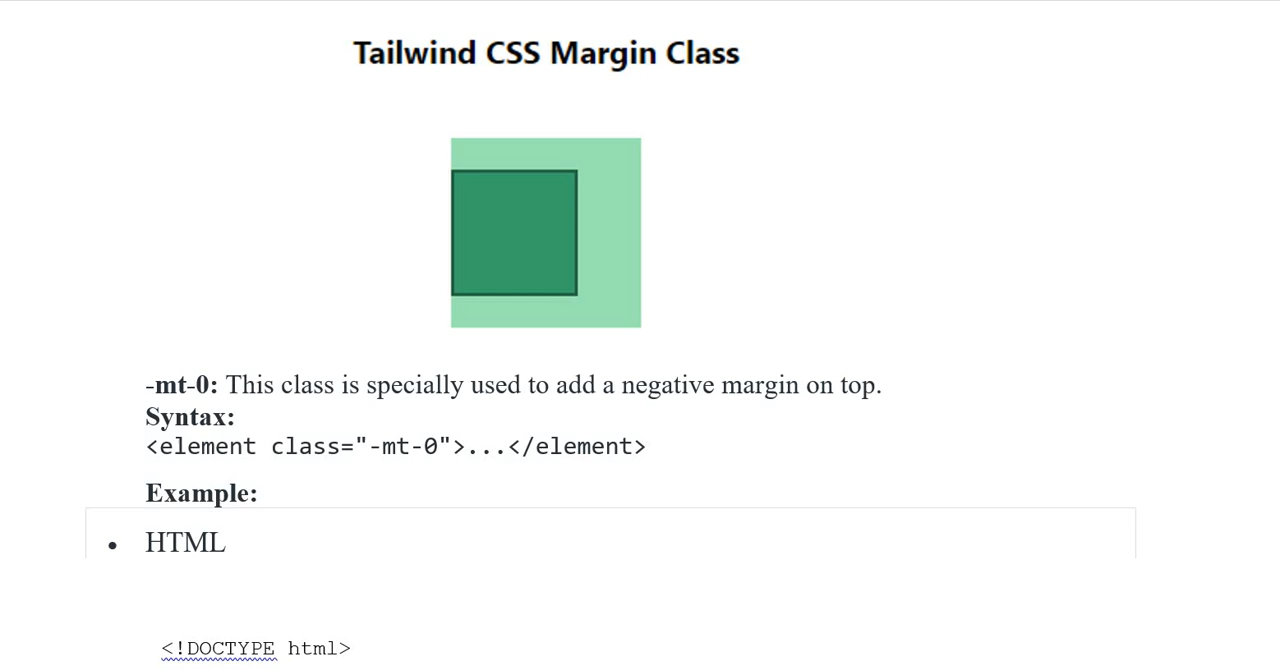 Tailwind CSS Margin Class
-mt-0: This class is specially used to add a negative margin on top.
Syntax:
<element class="-mt-0">...</element>
Example:
• HTML
<!DOCTYPE html>